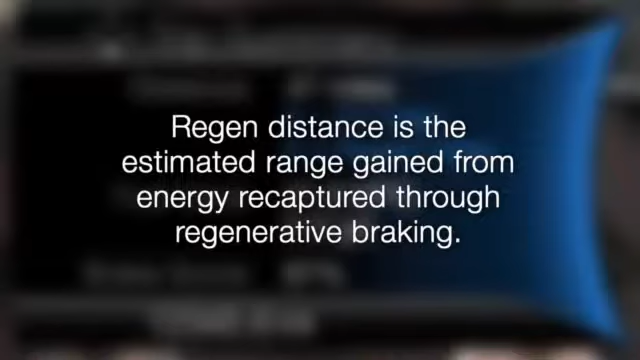 Regen distance is the
estimated range gained from
energy recaptured through
regenerative braking.